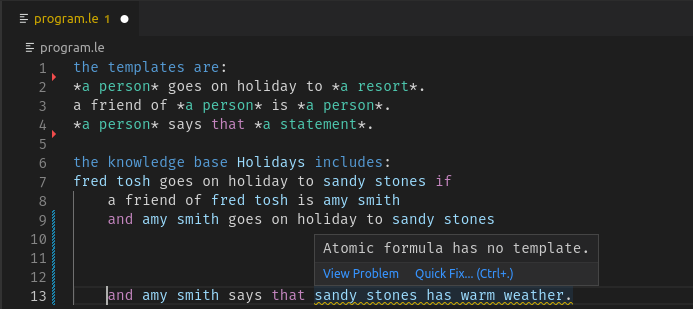 program.le 1
program.le
1 the templates are:
2 *a person* goes on holiday to *a resort*.
3 a friend of *a person* is *a person*.
4 *a person* says that *a statement*.
5
6 the knowledge base Holidays includes:
7 fred tosh goes on holiday to sandy stones if
8 a friend of fred tosh is amy smith
9 and amy smith goes on holiday to sandy stones
10
11
Atomic formula has no template.
12
View Problem Quick Fix... (Ctrl+.)
13 and amy smith says that sandy stones has warm weather.